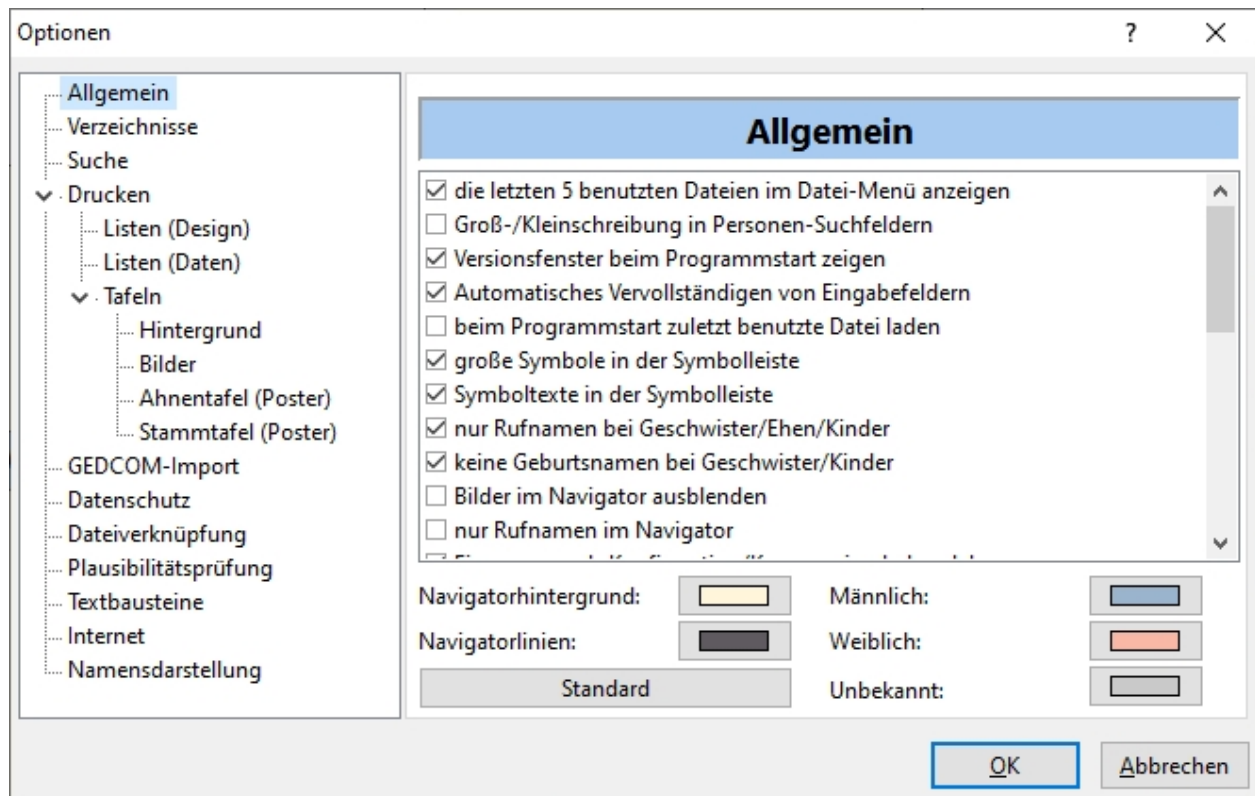 Optionen
Allgemein
Verzeichnisse
Suche
Drucken
Listen (Design)
Listen (Daten)
Tafeln
Hintergrund
Bilder
Ahnentafel (Poster)
Stammtafel (Poster)
GEDCOM-Import
Datenschutz
Dateiverknüpfung
Plausibilitätsprüfung
Textbausteine
Internet
Namensdarstellung
Allgemein
die letzten 5 benutzten Dateien im Datei-Menü anzeigen
Groß-/Kleinschreibung in Personen-Suchfeldern
Versionsfenster beim Programmstart zeigen
Automatisches Vervollständigen von Eingabefeldern
beim Programmstart zuletzt benutzte Datei laden
große Symbole in der Symbolleiste
Symboltexte in der Symbolleiste
nur Rufnamen bei Geschwister/Ehen/Kinder
keine Geburtsnamen bei Geschwister/Kinder
Bilder im Navigator ausblenden
nur Rufnamen im Navigator
Navigatorhintergrund:
Männlich:
Navigatorlinien:
Weiblich:
Standard
Unbekannt:
OK
Abbrechen